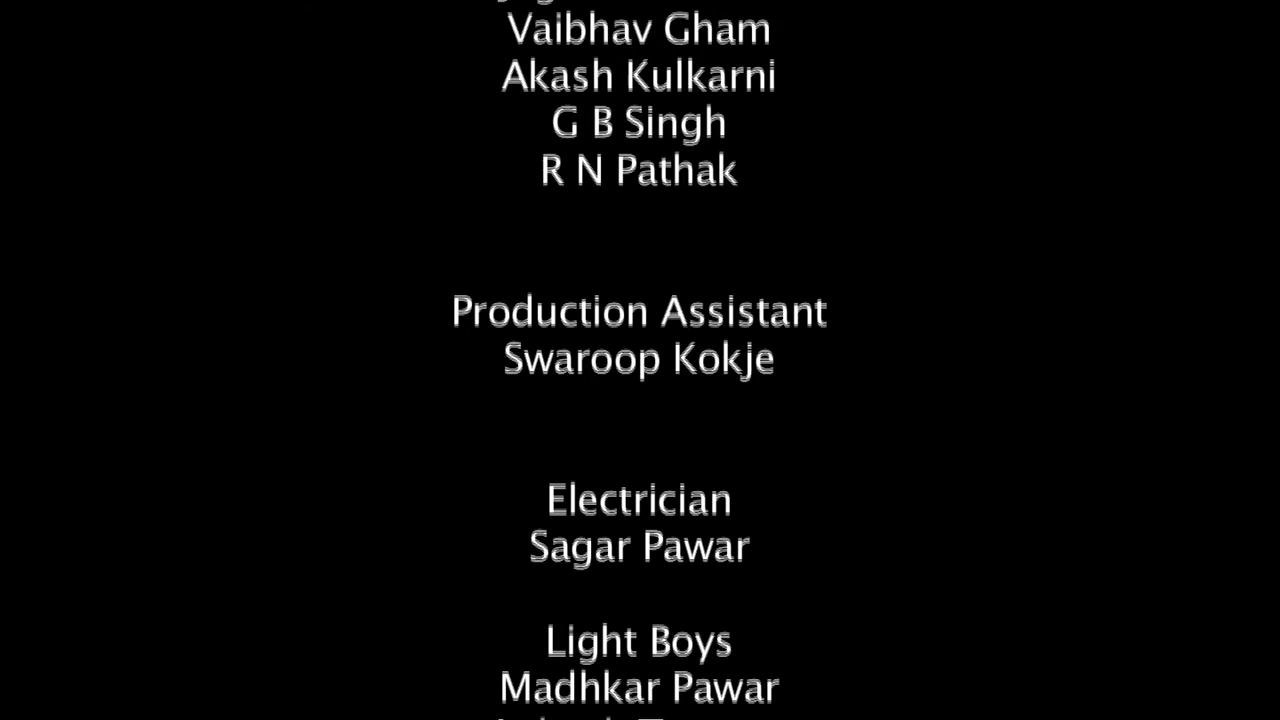 Vaibhav Gham
Akash Kulkarni
G B Singh
R N Pathak
Production Assistant
Swaroop Kokje
Electrician
Sagar Pawar
Light Boys
Madhkar Pawar